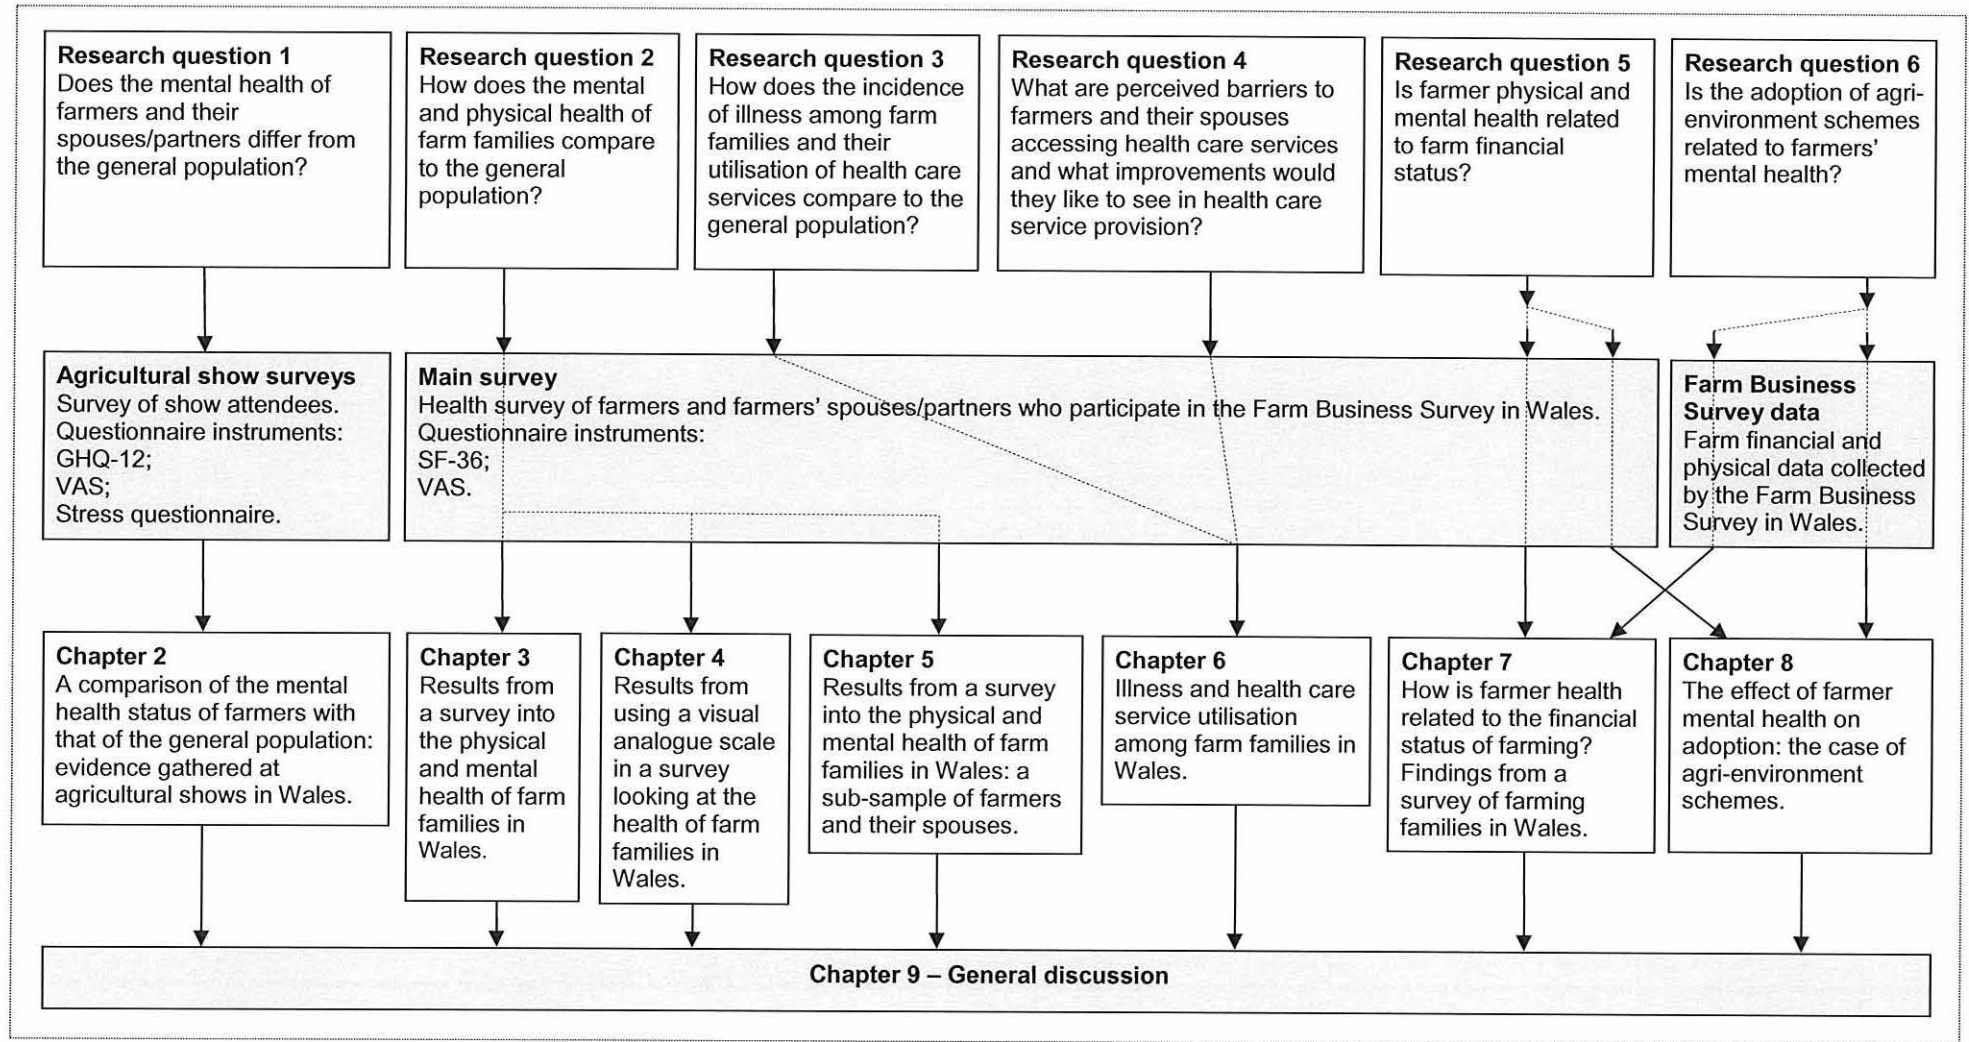 Research question 1
Does the mental health of
farmers and their
spouses/partners differ from
the general population?
Research question 2
How does the mental
and physical health of
farm families compare
to the general
population?
Research question 3
How does the incidence
of illness among farm
families and their
utilisation of health care
services compare to the
general population?
Research question 4
What are perceived barriers to
farmers and their spouses
accessing health care services
and what improvements would
they like to see in health care
service provision?
Research question 5
Is farmer physical and
mental health related
to farm financial
status?
Research question 6
Is the adoption of agri-
environment schemes
related to farmers'
mental health?
Agricultural show surveys
Survey of show attendees.
Questionnaire instruments:
GHQ-12;
VAS;
Stress questionnaire.
Main survey
Health survey of farmers and farmers' spouses/partners who participate in the Farm Business Survey in Wales.
Questionnaire instruments:
SF-36;
VAS.
Farm Business
Survey data
Farm financial and
physical data collected
by the Farm Business
Survey in Wales.
Chapter 2
A comparison of the mental
health status of farmers with
that of the general population:
evidence gathered at
agricultural shows in Wales.
Chapter 3
Results from
a survey into
the physical
and mental
health of farm
families in
Wales.
Chapter 4
Results from
using a visual
analogue scale
in a survey
looking at the
health of farm
families in
Wales.
Chapter 5
Results from a survey
into the physical and
mental health of farm
families in Wales: a
sub-sample of farmers
and their spouses.
Chapter 6
Illness and health care
service utilisation
among farm families in
Wales.
Chapter 7
How is farmer health
related to the financial
status of farming?
Findings from a
survey of farming
families in Wales.
Chapter 8
The effect of farmer
mental health on
adoption: the case of
agri-environment
schemes.
Chapter 9 – General discussion